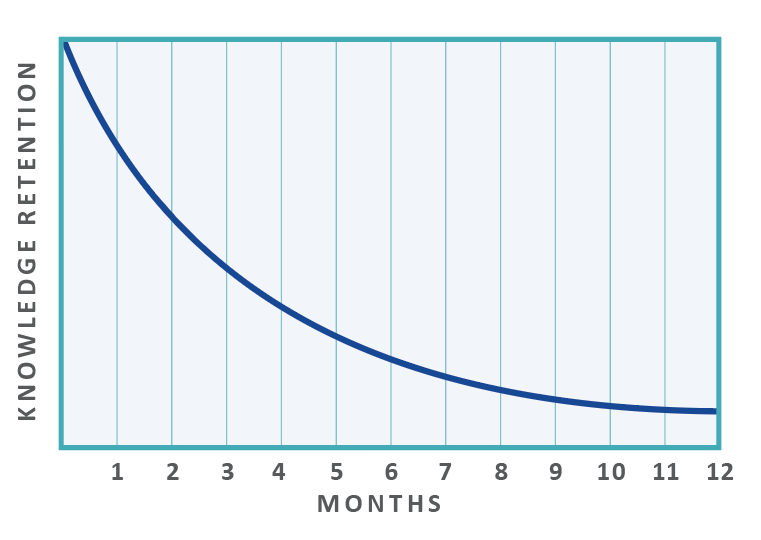 KNOWLEDGE RETENTION
1 2 3 4 5 6 7 8 9 10 11 12
MONTHS